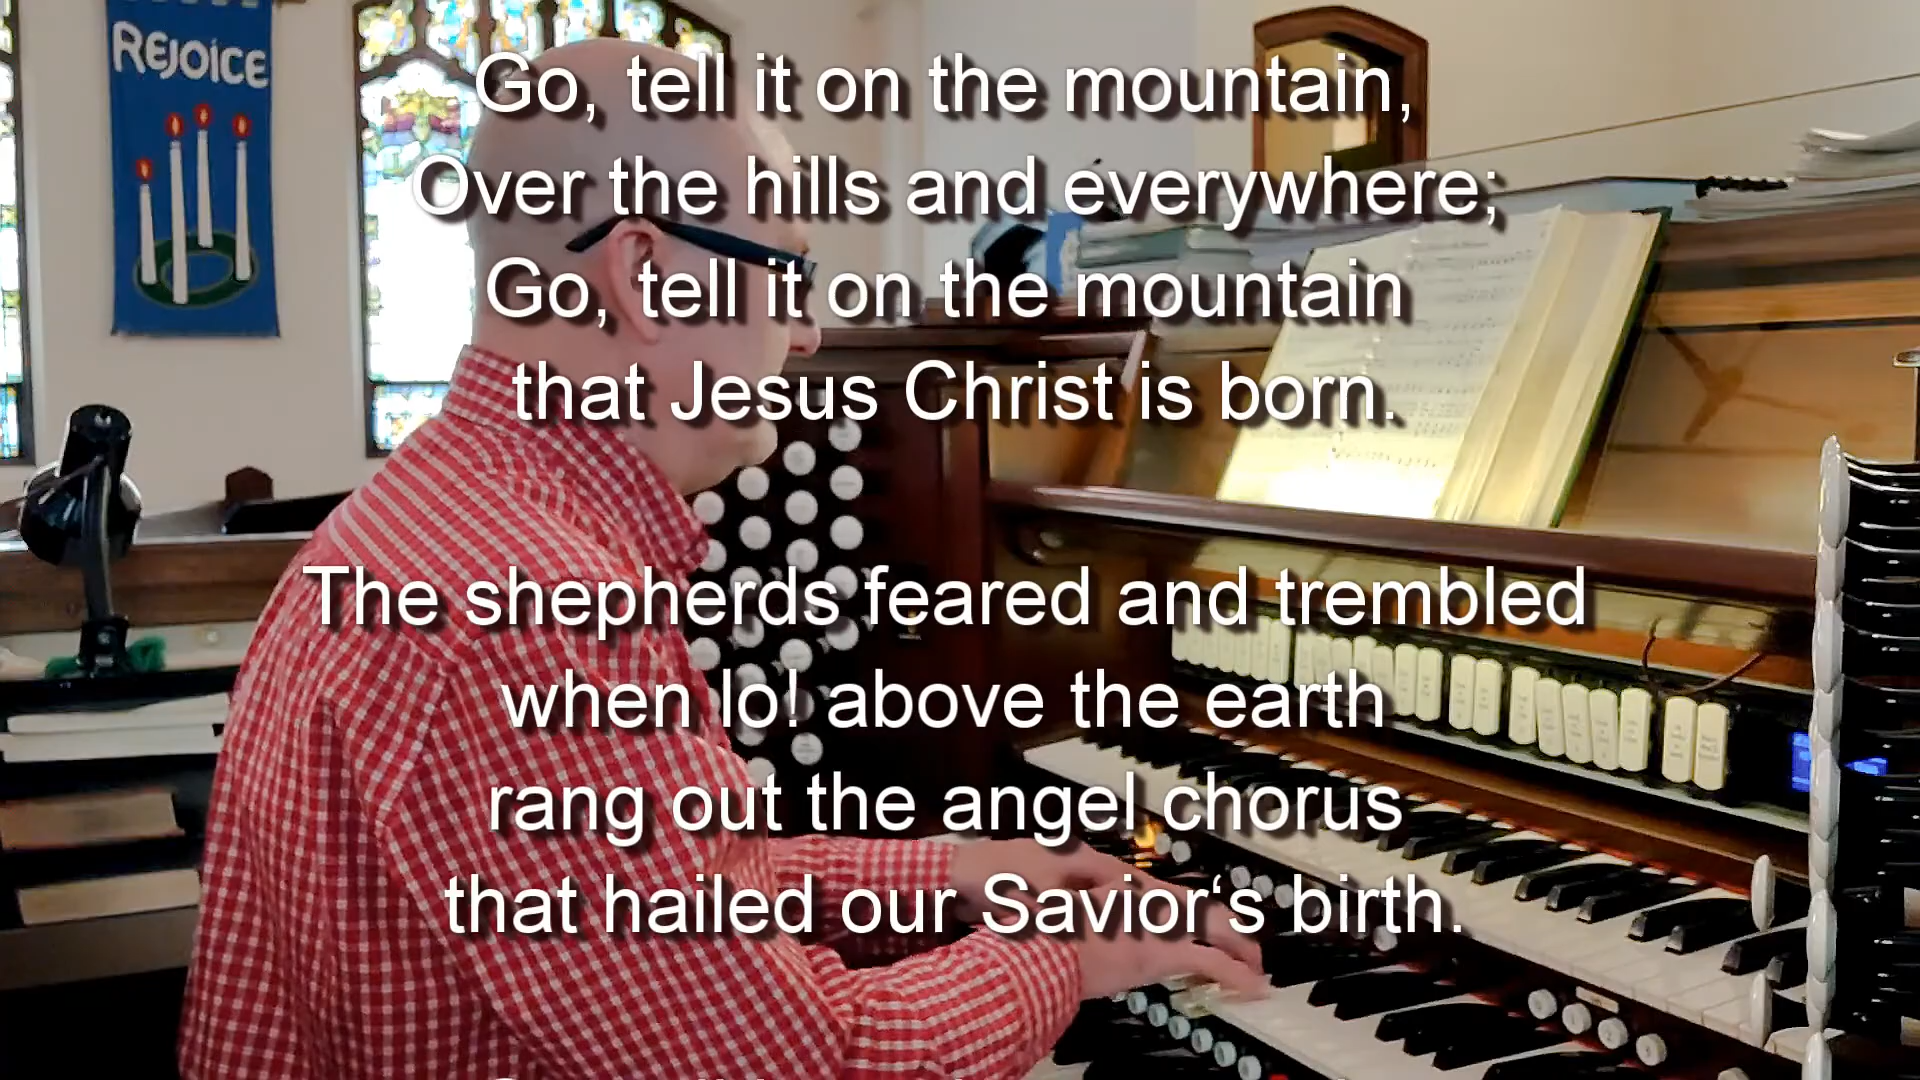 REJOICE
Go, tell it on the mountain,
Over the hills and everywhere;
Go, tell it on the mountain
that Jesus Christ is born.
The shepherds feared and trembled
when lo! above the earth
rang out the angel chorus
that hailed our Savior‘s birth.